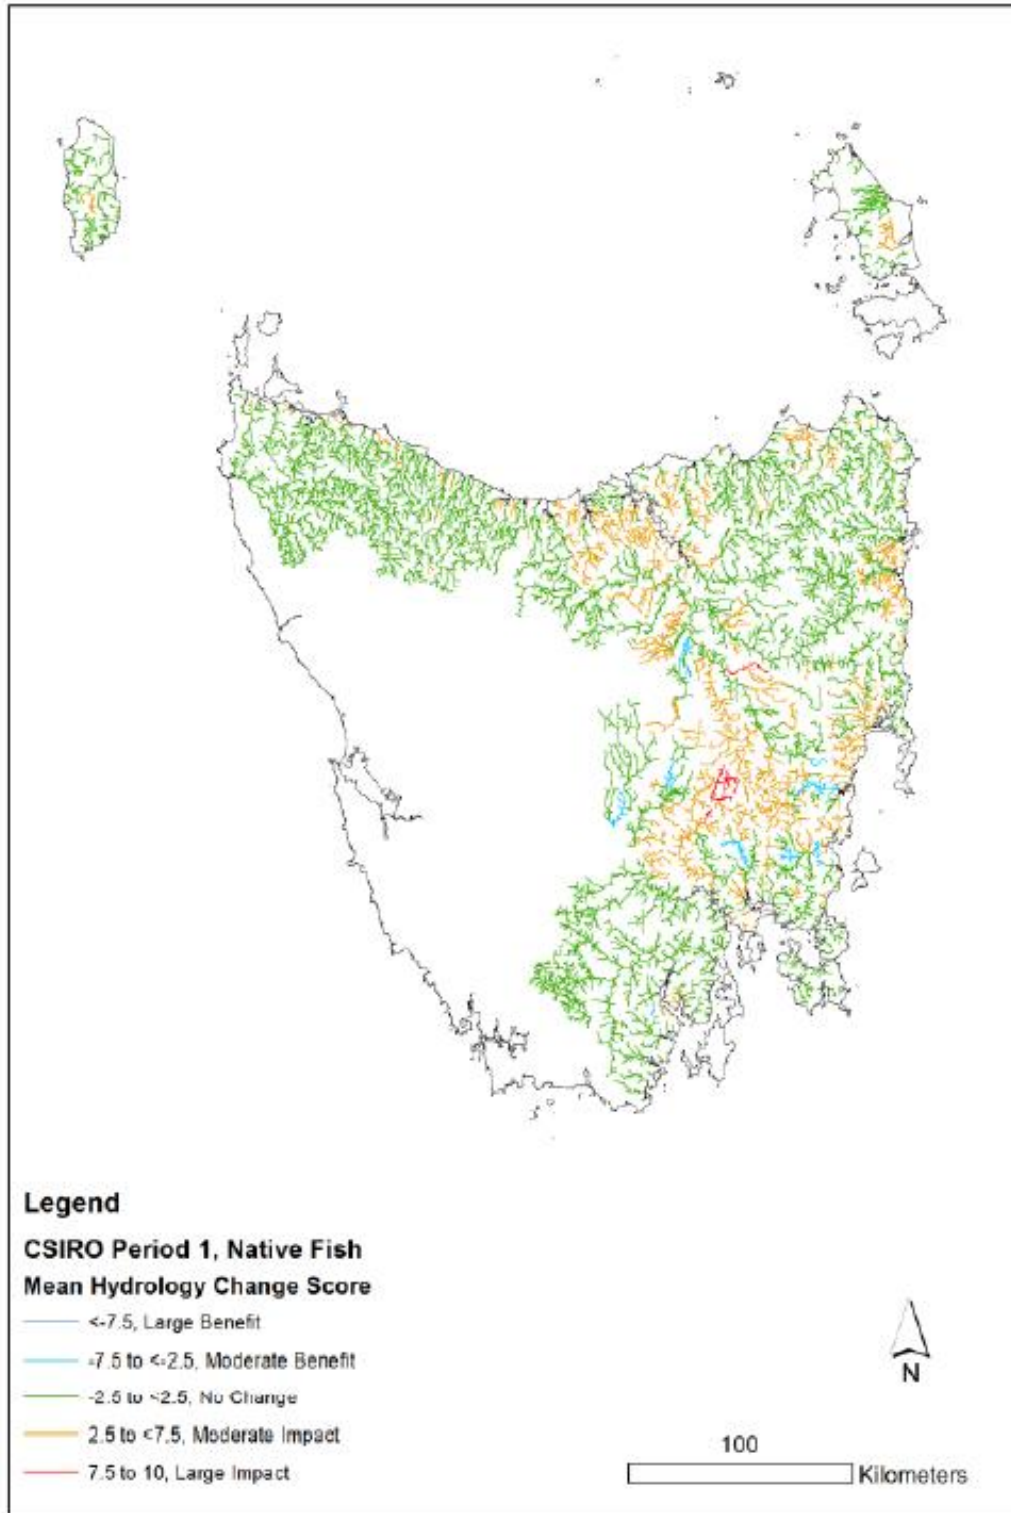 Legend
CSIRO Period 1, Native Fish
Mean Hydrology Change Score
<-7.5, Large Benefit
-7.5 to <-2.5, Moderate Benefit
-2.5 to <2.5, No Change
2.5 to <7.5, Moderate Impact
7.5 to 10, Large Impact
N
100
Kilometers